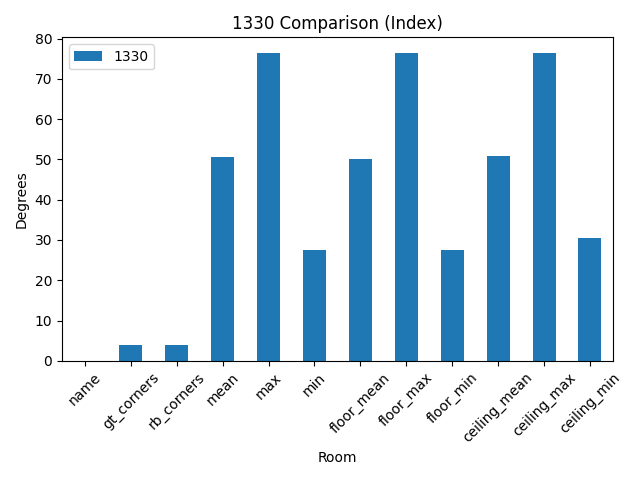 1330 Comparison (Index)
1330
Degrees
80
70
60
50
40
30
20
10
0
name
gt_corners
rb_corners
mean
max
min
floor_mean
floor_max
floor_min
ceiling_mean
ceiling_max
ceiling_min
Room